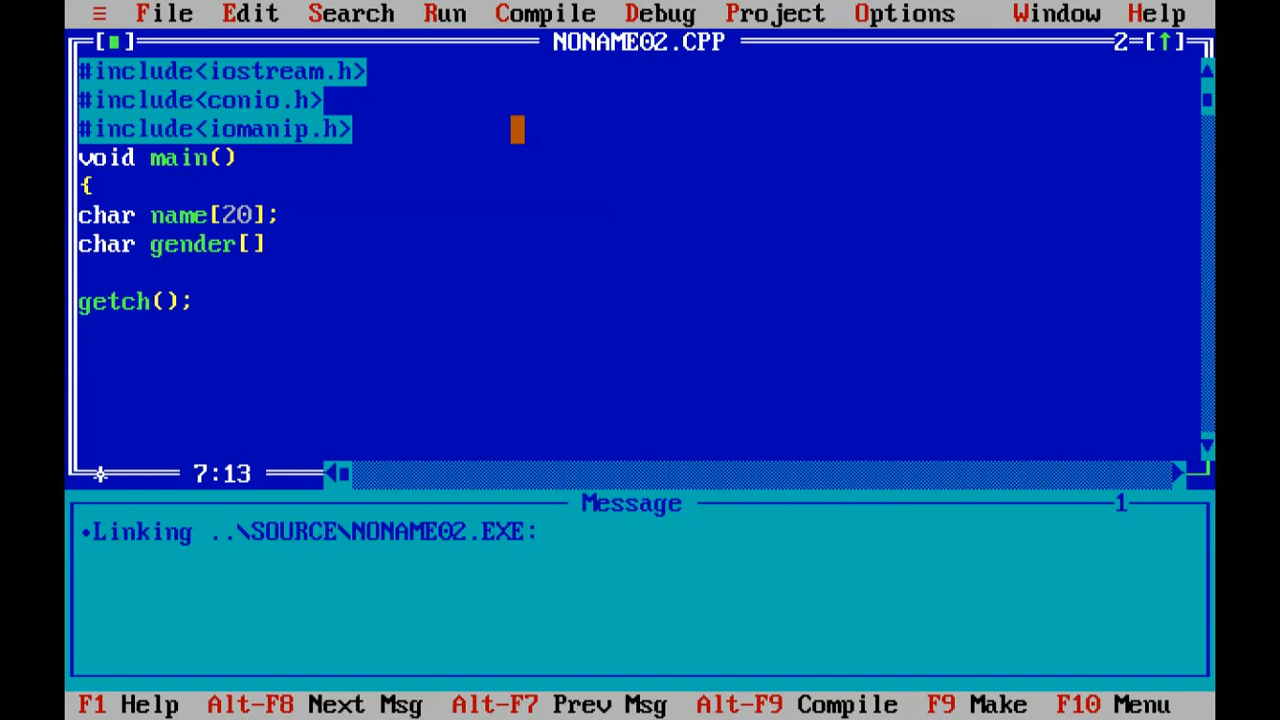 ≡ File Edit Search Run Compile Debug Project Options Window Help
[■] NONAME02.CPP 2=[↑]
#include<iostream.h>
#include<conio.h>
#include<iomanip.h>
void main()
{
char name[20];
char gender[]
getch();
7:13
Message 1
•Linking ..\SOURCE\NONAME02.EXE:
F1 Help Alt-F8 Next Msg Alt-F7 Prev Msg Alt-F9 Compile F9 Make F10 Menu